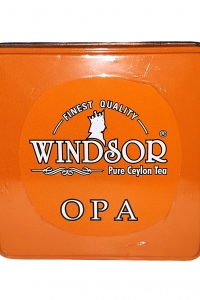 FINEST QUALITY
WINDSOR®
Pure Ceylon Tea
OPA